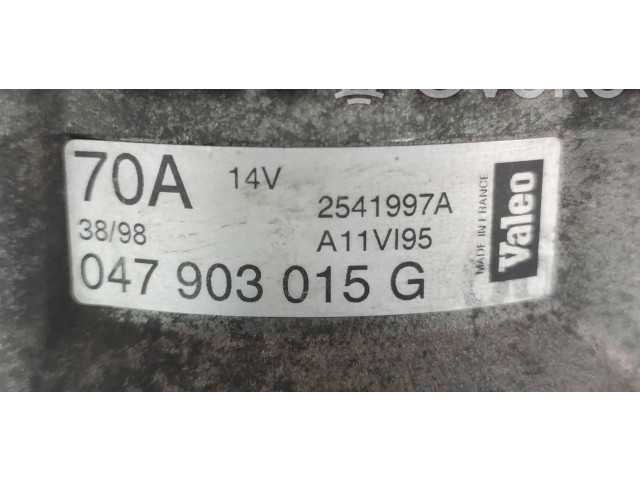 70A 14V
2541997A
38/98
A11VI95
047 903 015 G
MADE IN FRANCE
Valeo